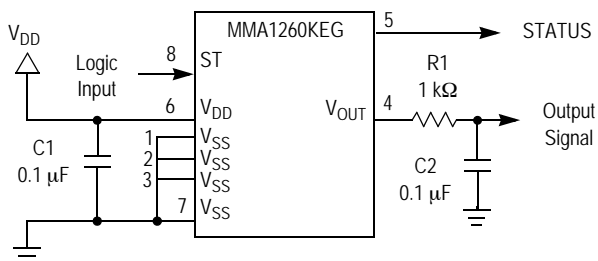 MMA1260KEG
V_DD
Logic
Input
8
ST
6
V_DD
1
V_SS
2
V_SS
3
V_SS
7
V_SS
C1
0.1 μF
5
STATUS
V_OUT
4
R1
1 kΩ
Output
Signal
C2
0.1 μF